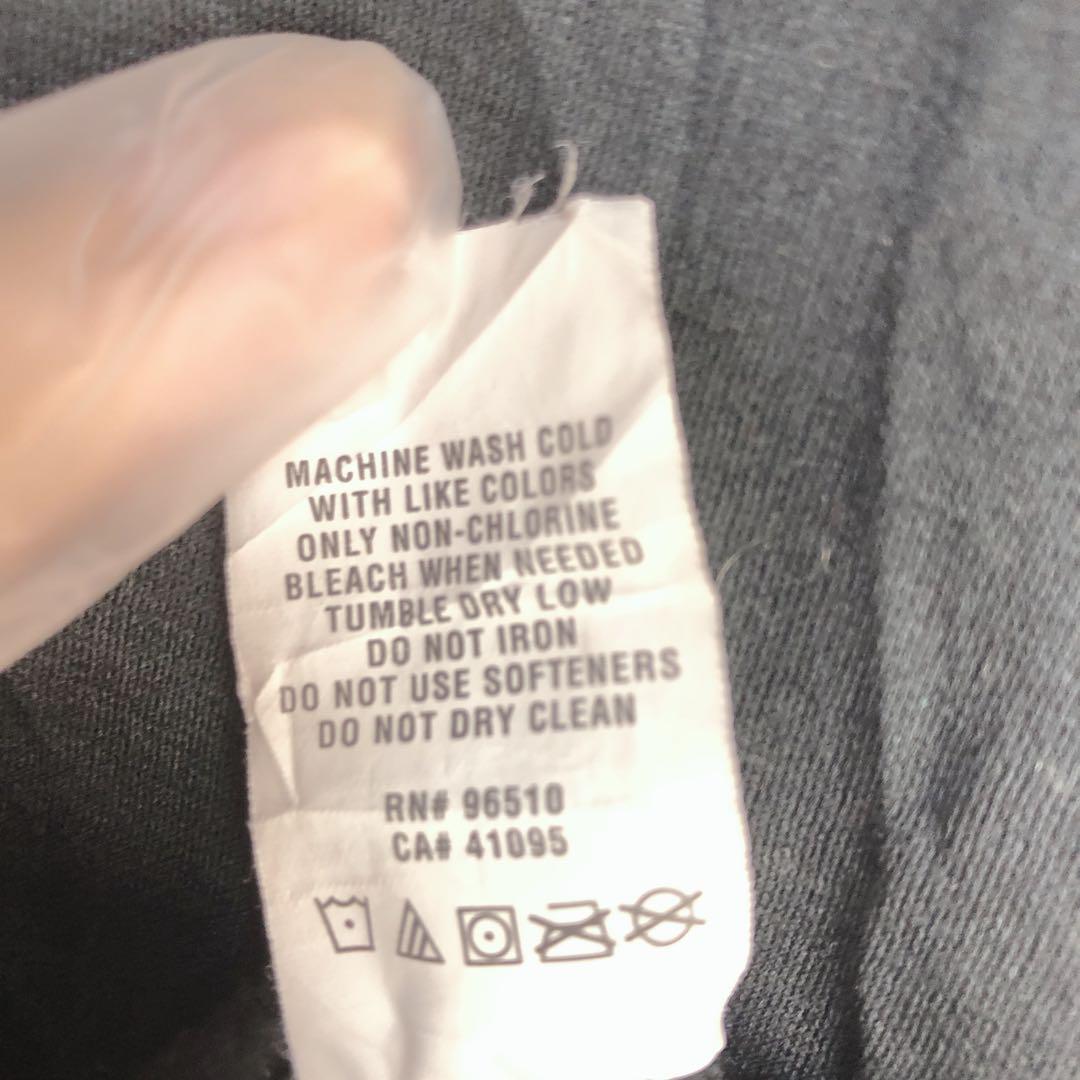 MACHINE WASH COLD
WITH LIKE COLORS
ONLY NON-CHLORINE
BLEACH WHEN NEEDED
TUMBLE DRY LOW
DO NOT IRON
DO NOT USE SOFTENERS
DO NOT DRY CLEAN
RN# 96510
CA# 41095